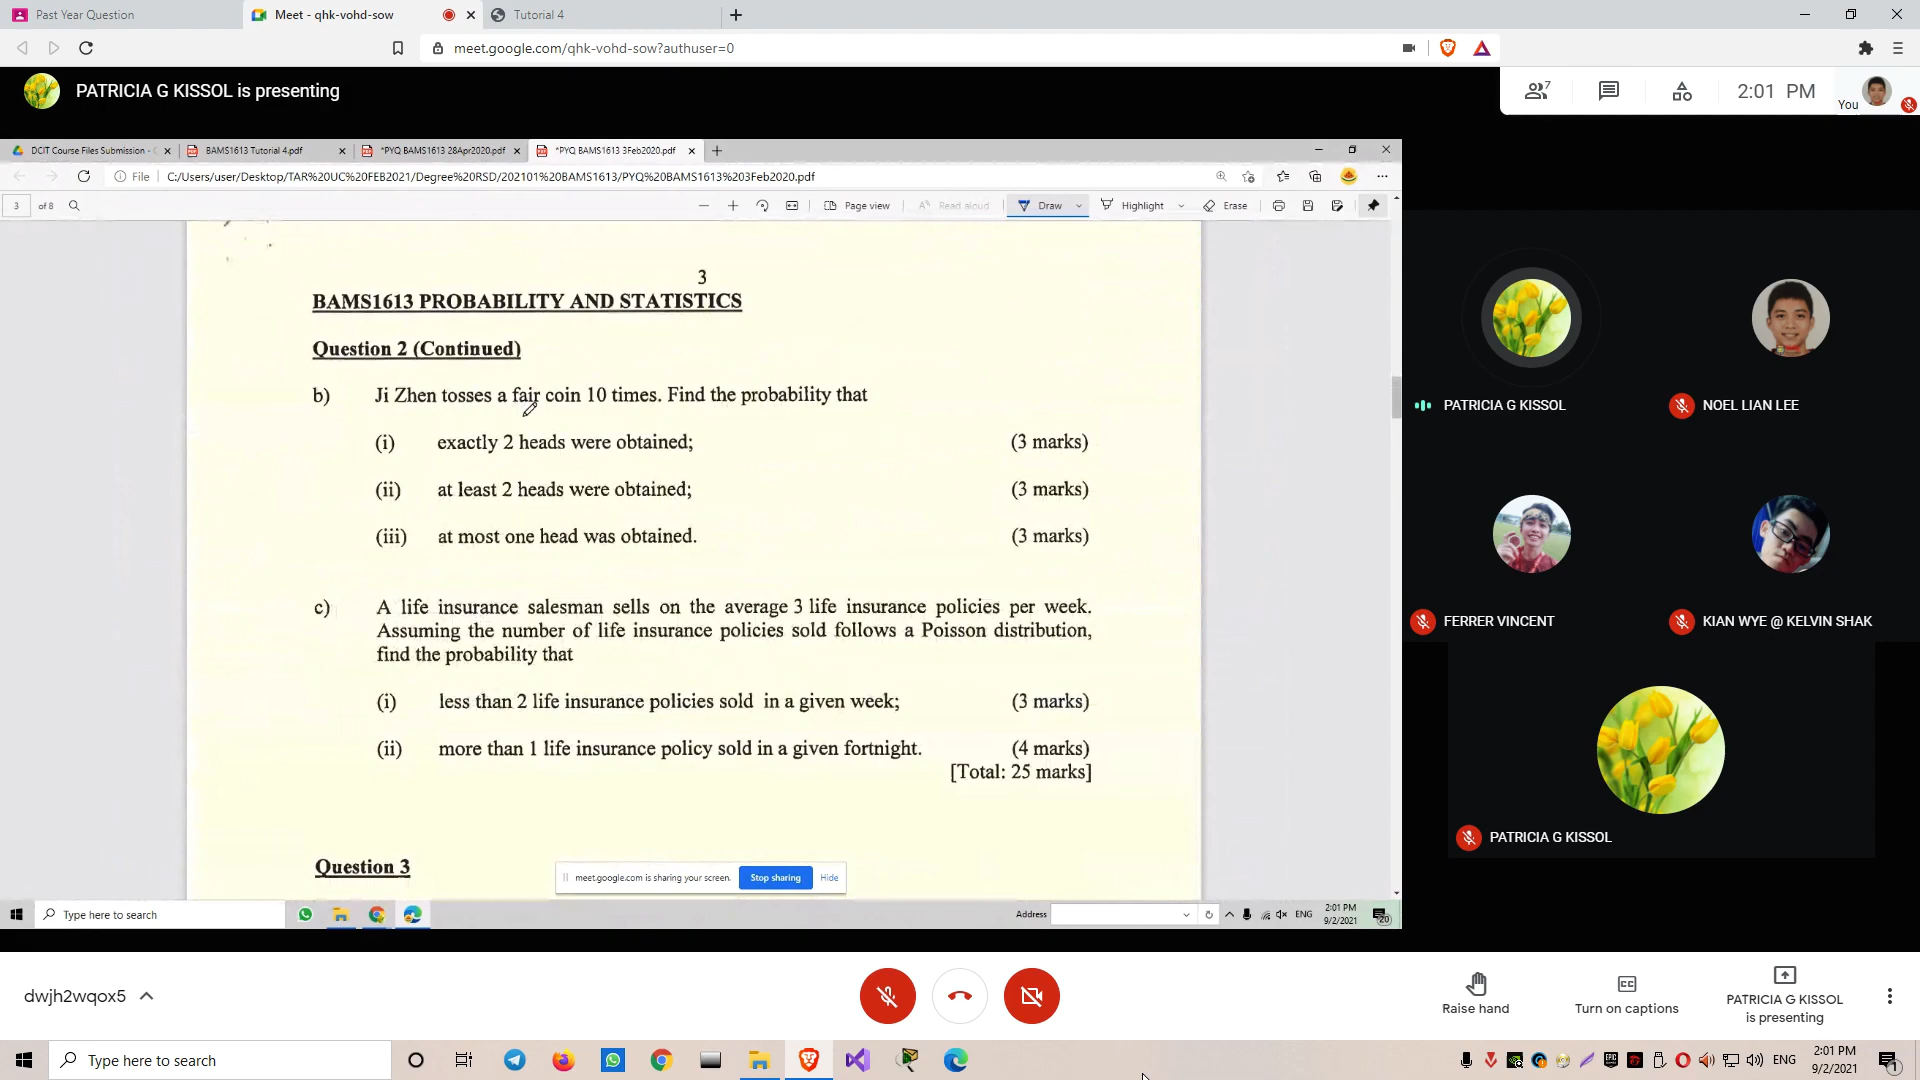 Past Year Question
Meet - qhk-vohd-sow
Tutorial 4
meet.google.com/qhk-vohd-sow?authuser=0
PATRICIA G KISSOL is presenting
7
2:01 PM
You
DCIT Course Files Submission -
BAMS1613 Tutorial 4.pdf
*PYQ BAMS1613 28Apr2020.pdf
*PYQ BAMS1613 3Feb2020.pdf
File
C:/Users/user/Desktop/TAR%20UC%20FEB2021/Degree%20RSD/202101%20BAMS1613/PYQ%20BAMS1613%203Feb2020.pdf
3 of 8
Page view
Read aloud
Draw
Highlight
Erase
3
BAMS1613 PROBABILITY AND STATISTICS
Question 2 (Continued)
b) Ji Zhen tosses a fair coin 10 times. Find the probability that
(i) exactly 2 heads were obtained; (3 marks)
(ii) at least 2 heads were obtained; (3 marks)
(iii) at most one head was obtained. (3 marks)
c) A life insurance salesman sells on the average 3 life insurance policies per week.
Assuming the number of life insurance policies sold follows a Poisson distribution,
find the probability that
(i) less than 2 life insurance policies sold in a given week; (3 marks)
(ii) more than 1 life insurance policy sold in a given fortnight. (4 marks)
[Total: 25 marks]
Question 3
meet.google.com is sharing your screen.
Stop sharing
Hide
Type here to search
Address
ENG
2:01 PM
9/2/2021
20
PATRICIA G KISSOL
NOEL LIAN LEE
FERRER VINCENT
KIAN WYE @ KELVIN SHAK
PATRICIA G KISSOL
dwjh2wqox5
Raise hand
Turn on captions
PATRICIA G KISSOL
is presenting
Type here to search
ENG
2:01 PM
9/2/2021
1